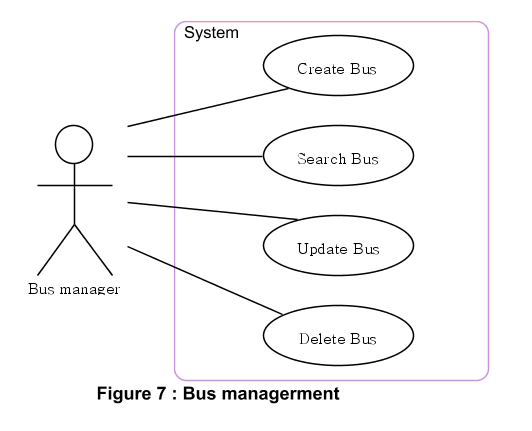 System
Create Bus
Search Bus
Update Bus
Delete Bus
Bus manager
Figure 7 : Bus managerment